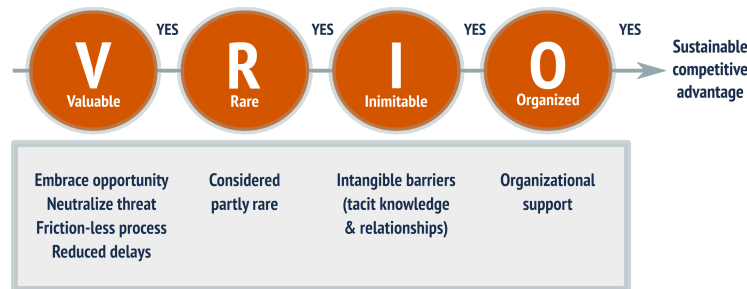 V
Valuable
YES
R
Rare
YES
I
Inimitable
YES
O
Organized
YES
Sustainable
competitive
advantage
Embrace opportunity
Neutralize threat
Friction-less process
Reduced delays
Considered
partly rare
Intangible barriers
(tacit knowledge
& relationships)
Organizational
support